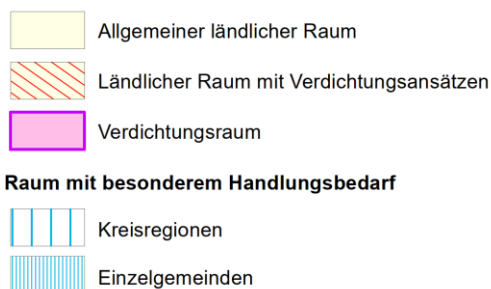 Allgemeiner ländlicher Raum
Ländlicher Raum mit Verdichtungsansätzen
Verdichtungsraum
Raum mit besonderem Handlungsbedarf
Kreisregionen
Einzelgemeinden